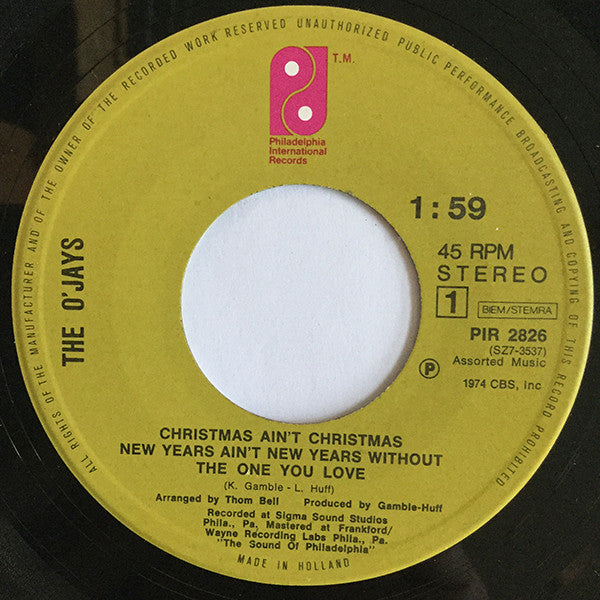 ALL RIGHTS OF THE MANUFACTURER AND OF THE OWNER OF THE RECORDED WORK RESERVED UNAUTHORIZED PUBLIC PERFORMANCE BROADCASTING AND COPYING OF THIS RECORD PROHIBITED
T.M.
Philadelphia
International
Records
THE O'JAYS
1:59
45 RPM
STEREO
1 BIEM/STEMRA
PIR 2826
(SZ7-3537)
Assorted Music
P
1974 CBS, Inc
CHRISTMAS AIN'T CHRISTMAS
NEW YEARS AIN'T NEW YEARS WITHOUT
THE ONE YOU LOVE
(K. Gamble - L. Huff)
Arranged by Thom Bell Produced by Gamble-Huff
Recorded at Sigma Sound Studios
Phila., Pa, Mastered at Frankford/
Wayne Recording Labs Phila., Pa.
"The Sound Of Philadelphia"
MADE IN HOLLAND